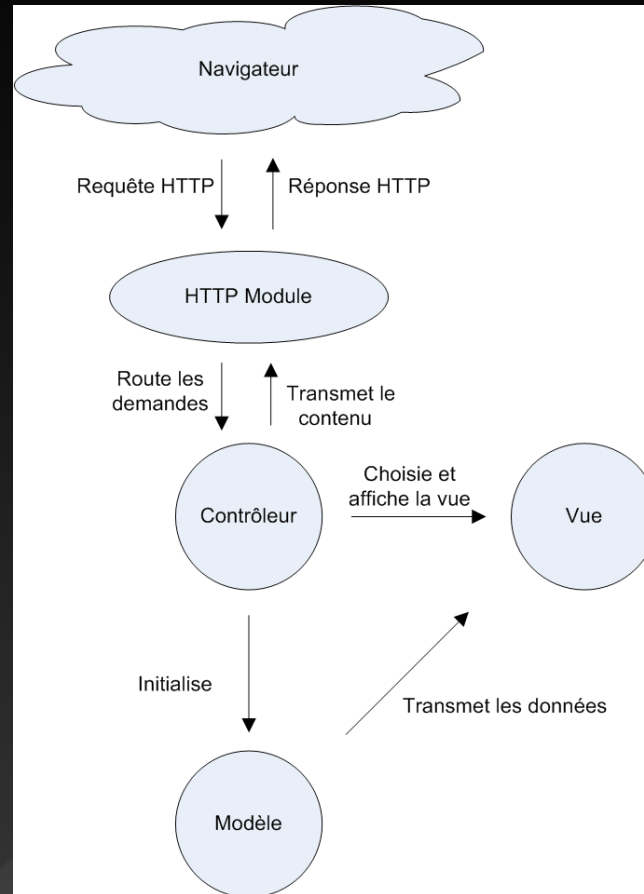 Navigateur
Requête HTTP
Réponse HTTP
HTTP Module
Route les
demandes
Transmet le
contenu
Choisie et
affiche la vue
Contrôleur
Vue
Initialise
Transmet les données
Modèle